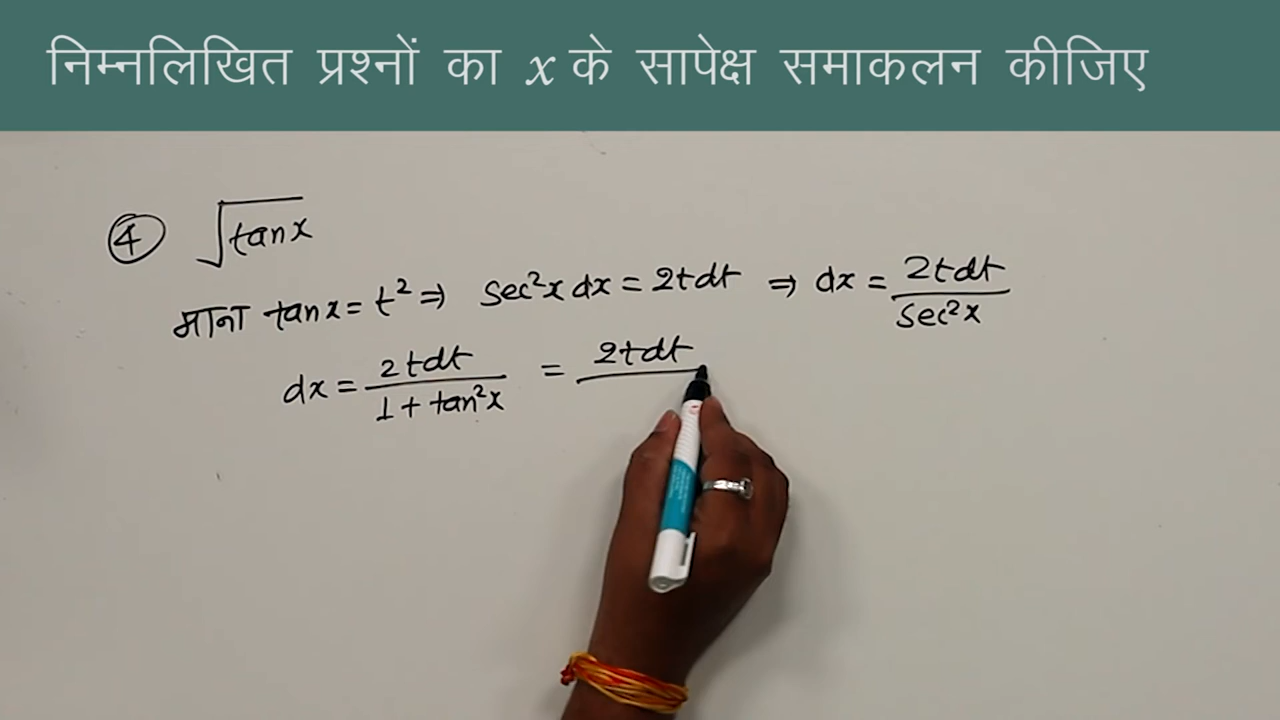 निम्नलिखित प्रश्नों का x के सापेक्ष समाकलन कीजिए
④ √tanx
माना tanx = t² ⇒ sec²x dx = 2tdt ⇒ dx = 2tdt / sec²x
dx = 2tdt / 1 + tan²x = 2tdt /